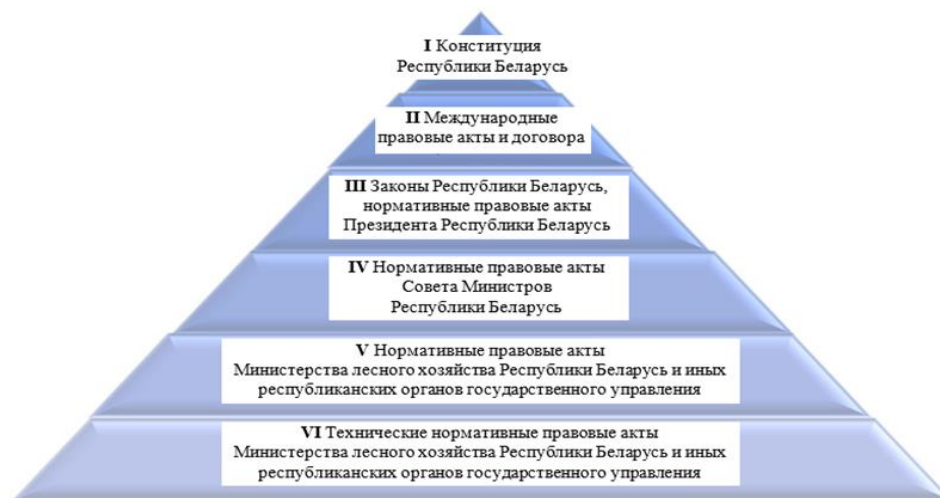 I Конституция
Республики Беларусь
II Международные
правовые акты и договора
III Законы Республики Беларусь,
нормативные правовые акты
Президента Республики Беларусь
IV Нормативные правовые акты
Совета Министров
Республики Беларусь
V Нормативные правовые акты
Министерства лесного хозяйства Республики Беларусь и иных
республиканских органов государственного управления
VI Технические нормативные правовые акты
Министерства лесного хозяйства Республики Беларусь и иных
республиканских органов государственного управления